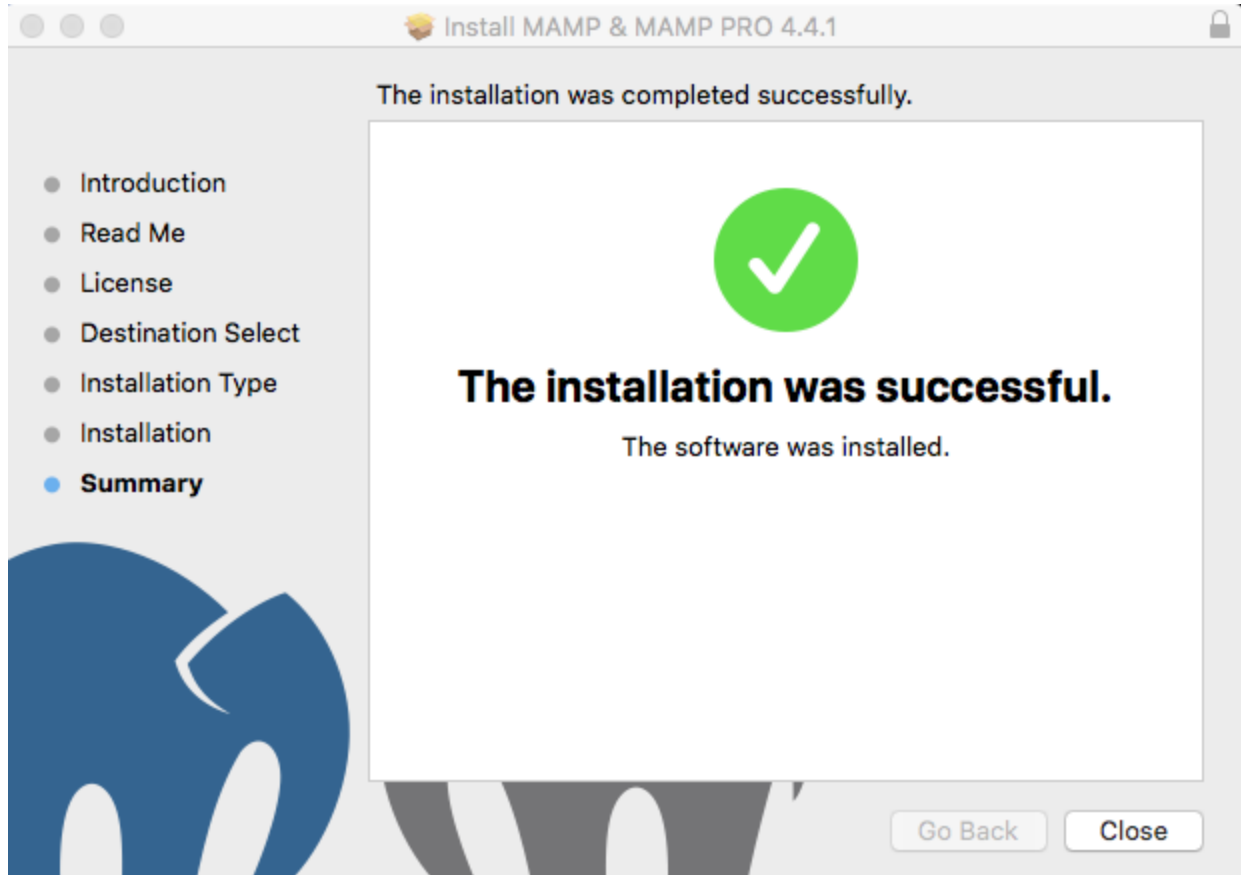 Install MAMP & MAMP PRO 4.4.1
The installation was completed successfully.
Introduction
Read Me
License
Destination Select
Installation Type
Installation
Summary
The installation was successful.
The software was installed.
Go Back
Close